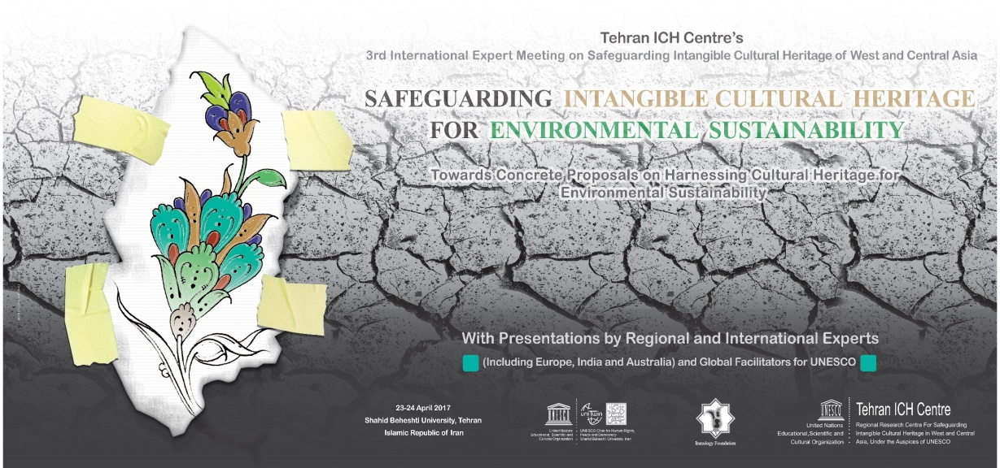 Tehran ICH Centre's
3rd International Expert Meeting on Safeguarding Intangible Cultural Heritage of West and Central Asia
SAFEGUARDING INTANGIBLE CULTURAL HERITAGE
FOR ENVIRONMENTAL SUSTAINABILITY
Towards Concrete Proposals on Harnessing Cultural Heritage for
Environmental Sustainability
With Presentations by Regional and International Experts
(Including Europe, India and Australia) and Global Facilitators for UNESCO
23-24 April 2017
Shahid Beheshti University, Tehran
Islamic Republic of Iran
United Nations
Educational, Scientific and
Cultural Organization
uniTwin
UNESCO Chair for Human Rights,
Peace and Democracy
Shahid Beheshti University, Iran
Iranology Foundation
UNESCO
United Nations
Educational,Scientific and
Cultural Organization
Tehran ICH Centre
Regional Research Centre For Safeguarding
Intangible Cultural Heritage in West and Central
Asia, Under the Auspices of UNESCO